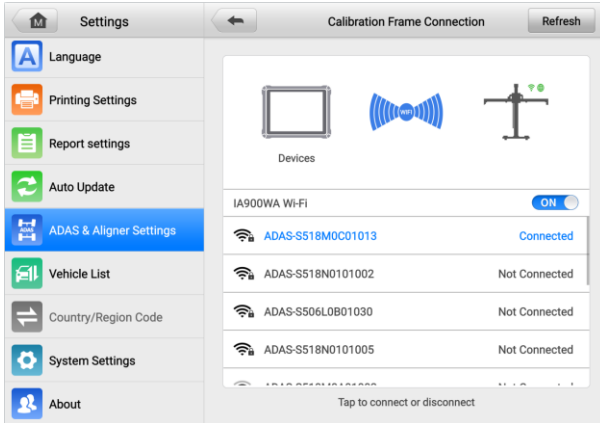 Settings
Calibration Frame Connection
Refresh
M
Language
Printing Settings
Report settings
Auto Update
ADAS
ADAS & Aligner Settings
Vehicle List
Country/Region Code
System Settings
About
WIFI
Devices
IA900WA Wi-Fi
ON
ADAS-S518M0C01013 Connected
ADAS-S518N0101002 Not Connected
ADAS-S506L0B01030 Not Connected
ADAS-S518N0101005 Not Connected
Tap to connect or disconnect